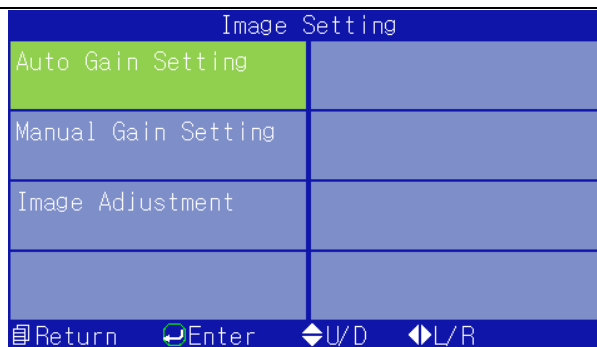 Image Setting
Auto Gain Setting
Manual Gain Setting
Image Adjustment
Return Enter U/D L/R